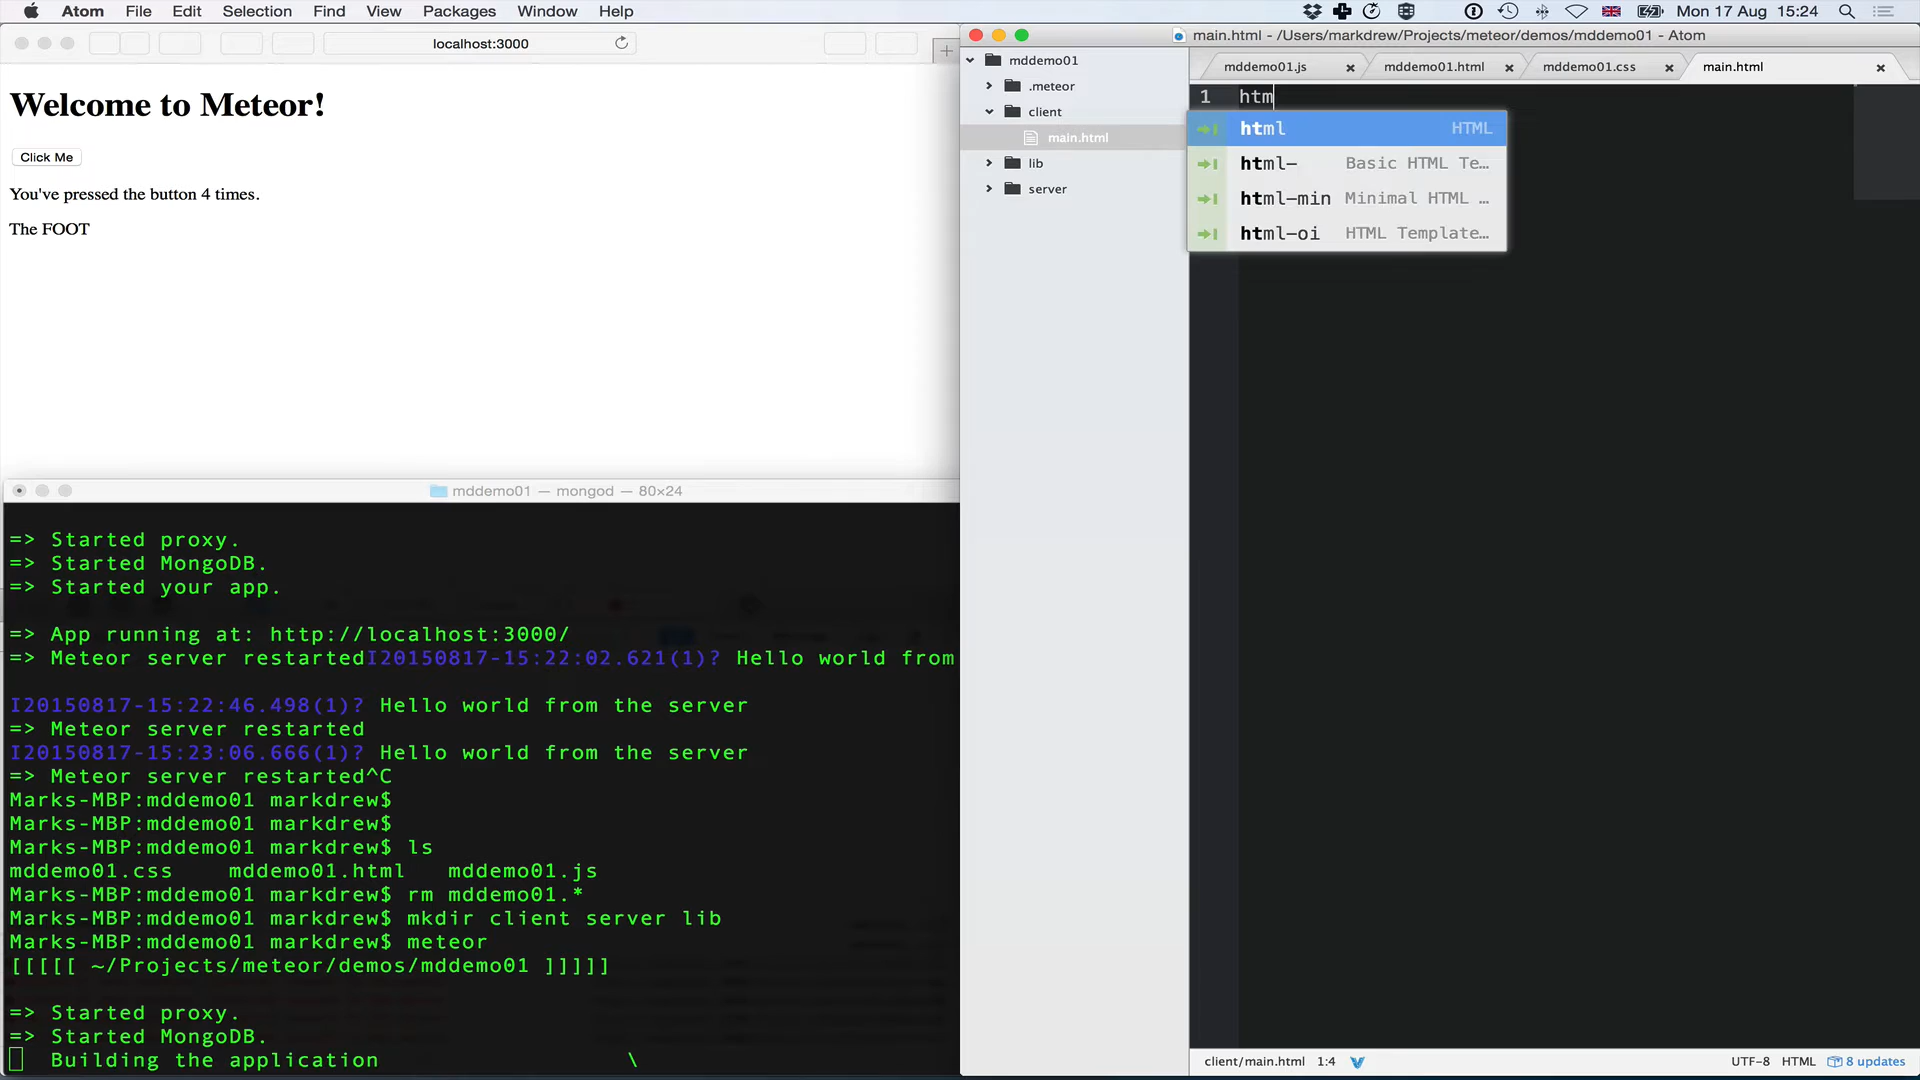 Atom File Edit Selection Find View Packages Window Help Mon 17 Aug 15:24
localhost:3000
Welcome to Meteor!
Click Me
You've pressed the button 4 times.
The FOOT
main.html - /Users/markdrew/Projects/meteor/demos/mddemo01 - Atom
mddemo01
.meteor
client
main.html
lib
server
mddemo01.js mddemo01.html mddemo01.css main.html
1 htm
html HTML
html- Basic HTML Te…
html-min Minimal HTML …
html-oi HTML Template…
mddemo01 — mongod — 80×24
=> Started proxy.
=> Started MongoDB.
=> Started your app.
=> App running at: http://localhost:3000/
=> Meteor server restartedI20150817-15:22:02.621(1)? Hello world from
I20150817-15:22:46.498(1)? Hello world from the server
=> Meteor server restarted
I20150817-15:23:06.666(1)? Hello world from the server
=> Meteor server restarted^C
Marks-MBP:mddemo01 markdrew$
Marks-MBP:mddemo01 markdrew$
Marks-MBP:mddemo01 markdrew$ ls
mddemo01.css mddemo01.html mddemo01.js
Marks-MBP:mddemo01 markdrew$ rm mddemo01.*
Marks-MBP:mddemo01 markdrew$ mkdir client server lib
Marks-MBP:mddemo01 markdrew$ meteor
[[[[[ ~/Projects/meteor/demos/mddemo01 ]]]]]
=> Started proxy.
=> Started MongoDB.
Building the application \
client/main.html 1:4 UTF-8 HTML 8 updates